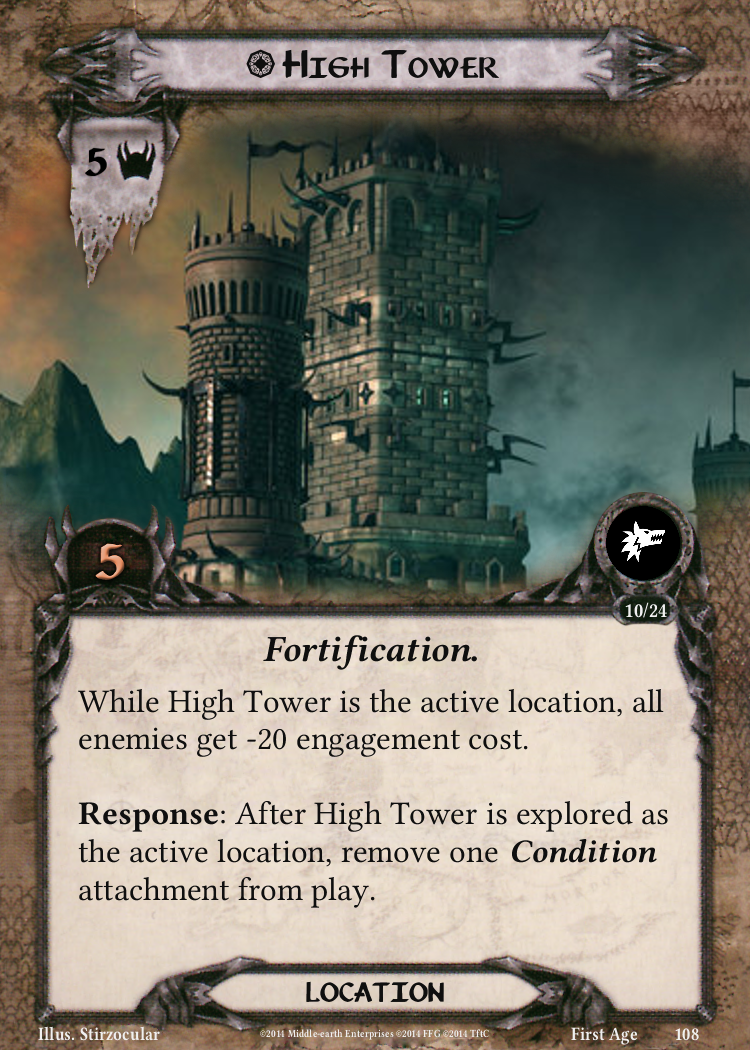 High Tower
5
5
10/24
Fortification.
While High Tower is the active location, all
enemies get -20 engagement cost.
Response: After High Tower is explored as
the active location, remove one Condition
attachment from play.
LOCATION
Illus. Stirzocular
©2014 Middle-earth Enterprises ©2014 FFG ©2014 TftC
First Age
108